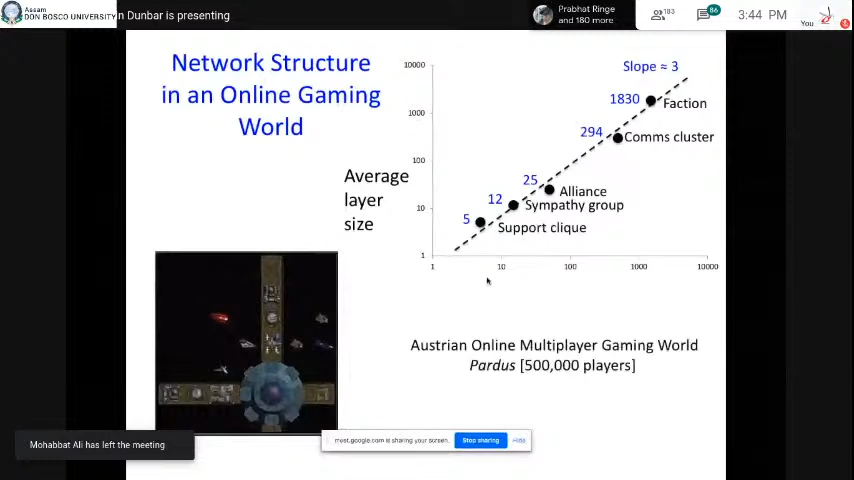 Assam
DON BOSCO UNIVERSITY
n Dunbar is presenting
Prabhat Ringe
and 180 more
183
86
3:44 PM
You
Network Structure
in an Online Gaming
World
Average
layer
size
10000
1000
100
10
1
Slope ≈ 3
1830
Faction
294
Comms cluster
25
Alliance
12
Sympathy group
5
Support clique
1
10
100
1000
10000
Austrian Online Multiplayer Gaming World
Pardus [500,000 players]
Mohabbat Ali has left the meeting
meet.google.com is sharing your screen.
Stop sharing
Hide